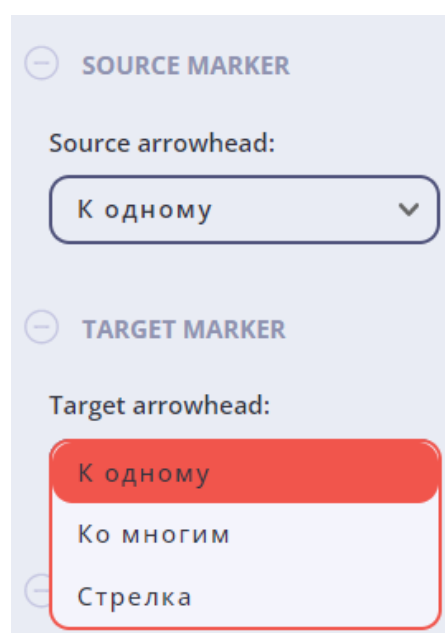 SOURCE MARKER
Source arrowhead:
К одному
TARGET MARKER
Target arrowhead:
К одному
Ко многим
Стрелка